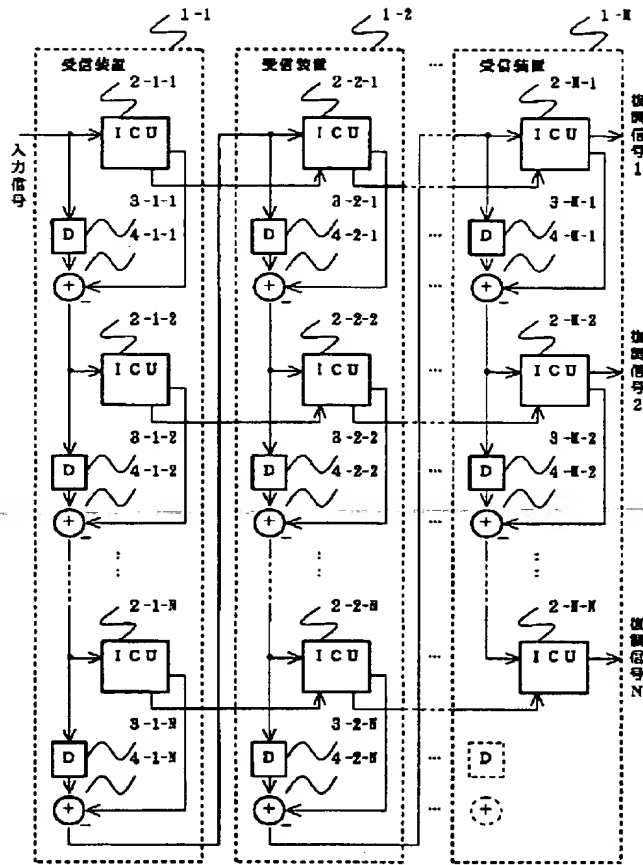 1-1
1-2
1-M
受信装置
受信装置
…
受信装置
2-1-1
2-2-1
2-M-1
ICU
ICU
ICU
入力信号
復調信号1
3-1-1
3-2-1
3-M-1
D
D
D
4-1-1
4-2-1
…
4-M-1
+
−
+
−
…
+
−
2-1-2
2-2-2
2-M-2
ICU
ICU
ICU
復調信号2
3-1-2
3-2-2
3-M-2
D
D
D
4-1-2
4-2-2
…
4-M-2
+
−
+
−
…
+
−
⋮
⋮
⋮
2-1-N
2-2-N
2-M-N
ICU
ICU
…
ICU
復調信号N
3-1-N
3-2-N
D
D
…
D
4-1-N
4-2-N
+
−
+
−
…
+